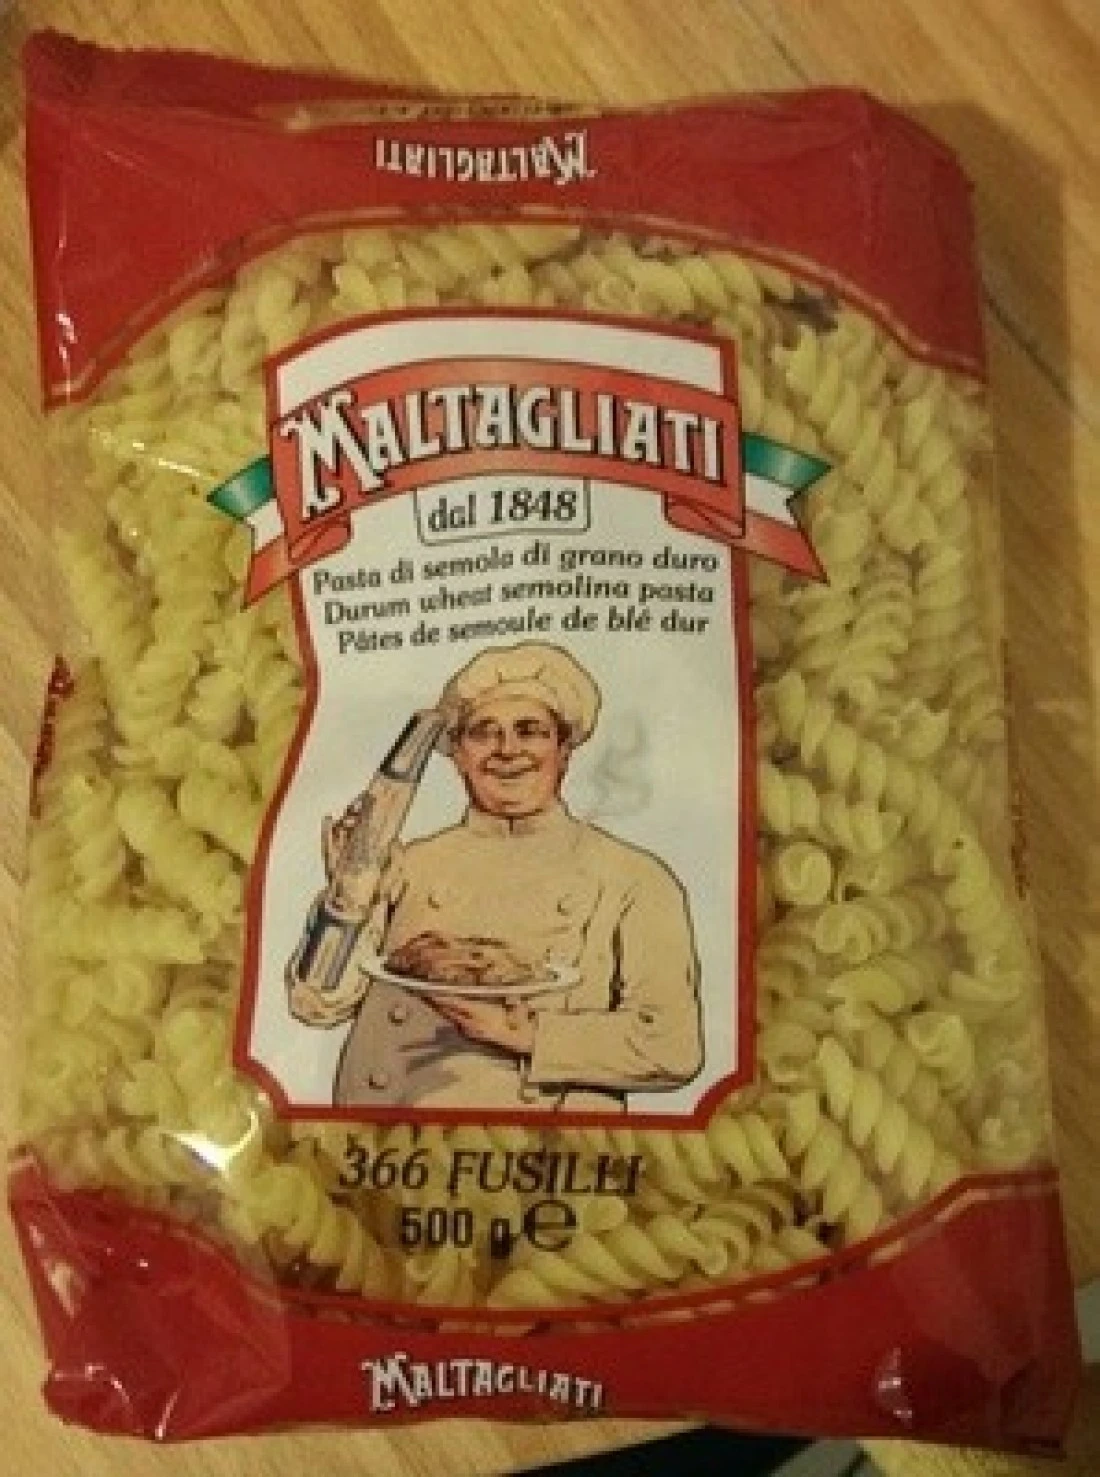 MALTAGLIATI
MALTAGLIATI
dal 1848
Pasta di semola di grano duro
Durum wheat semolina pasta
Pâtes de semoule de blé dur
366 FUSILLI
500 g e
MALTAGLIATI